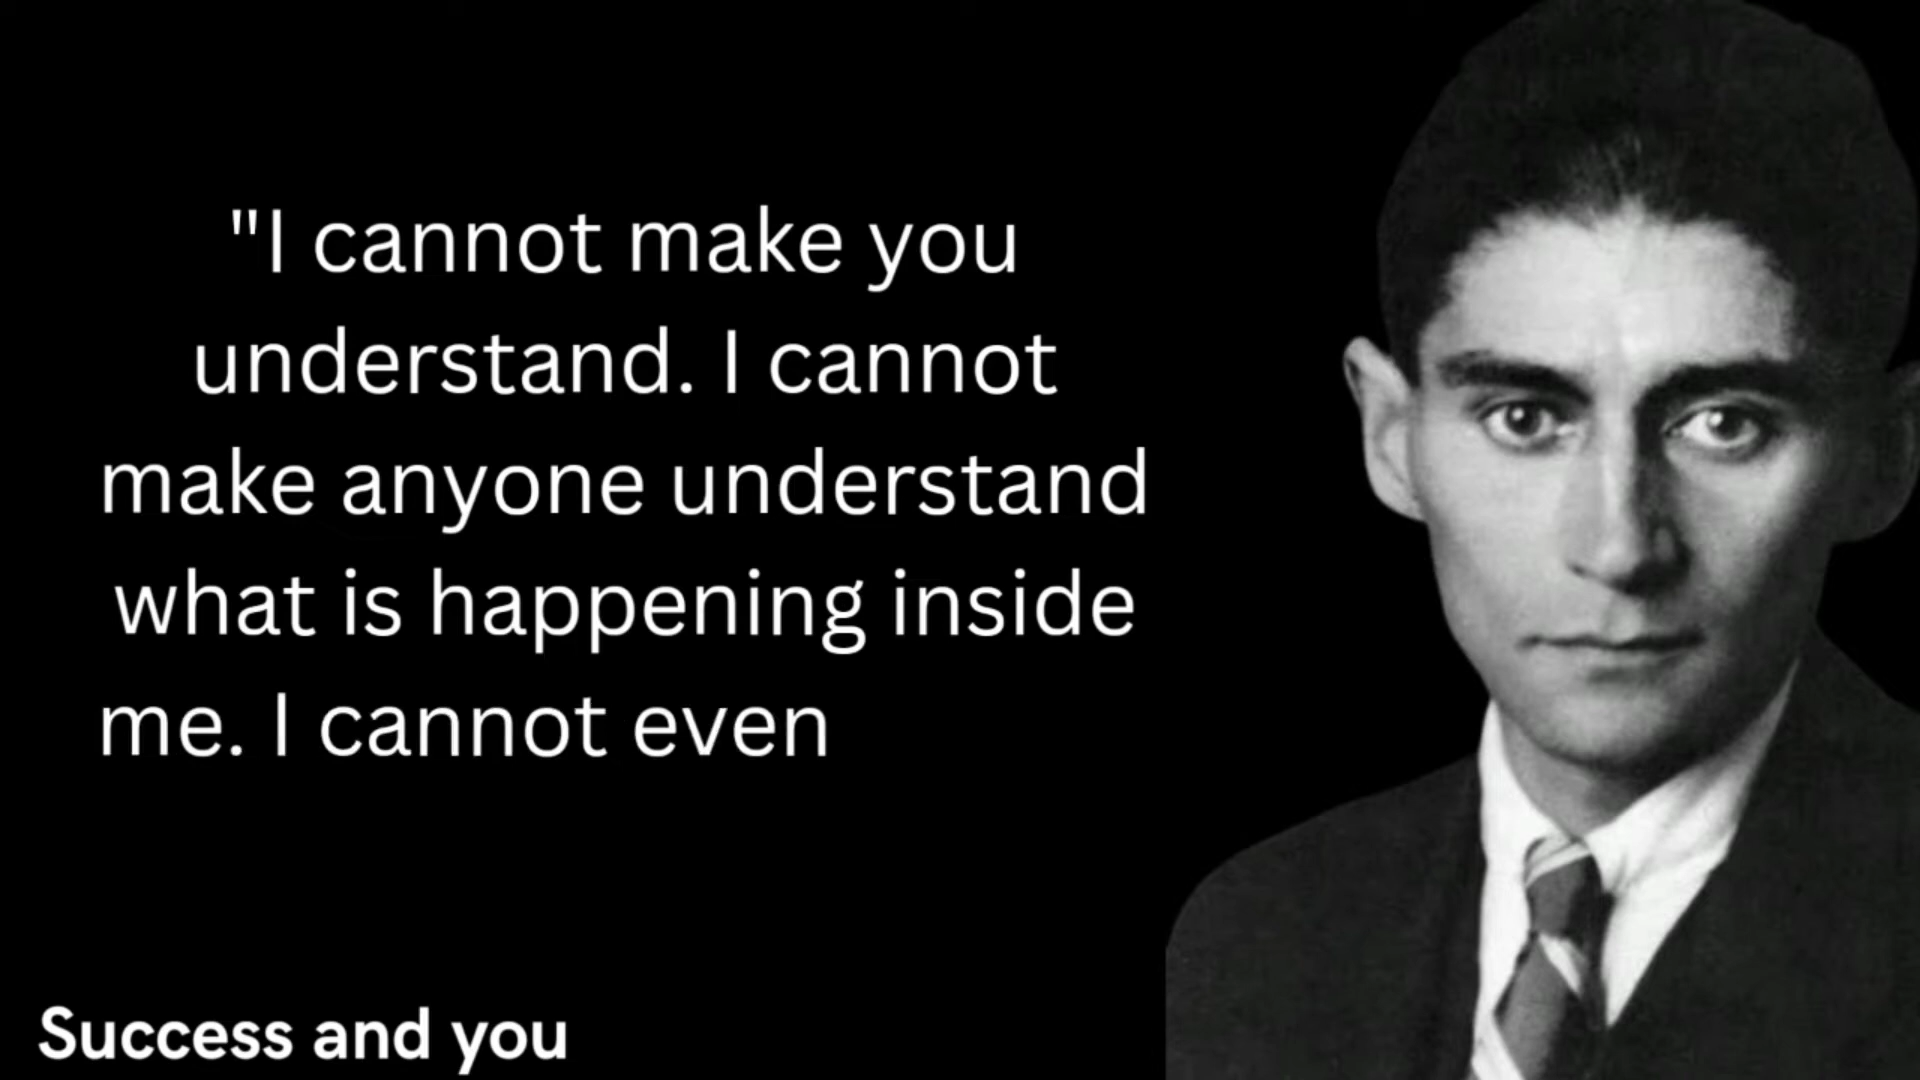 "I cannot make you
understand. I cannot
make anyone understand
what is happening inside
me. I cannot even
Success and you